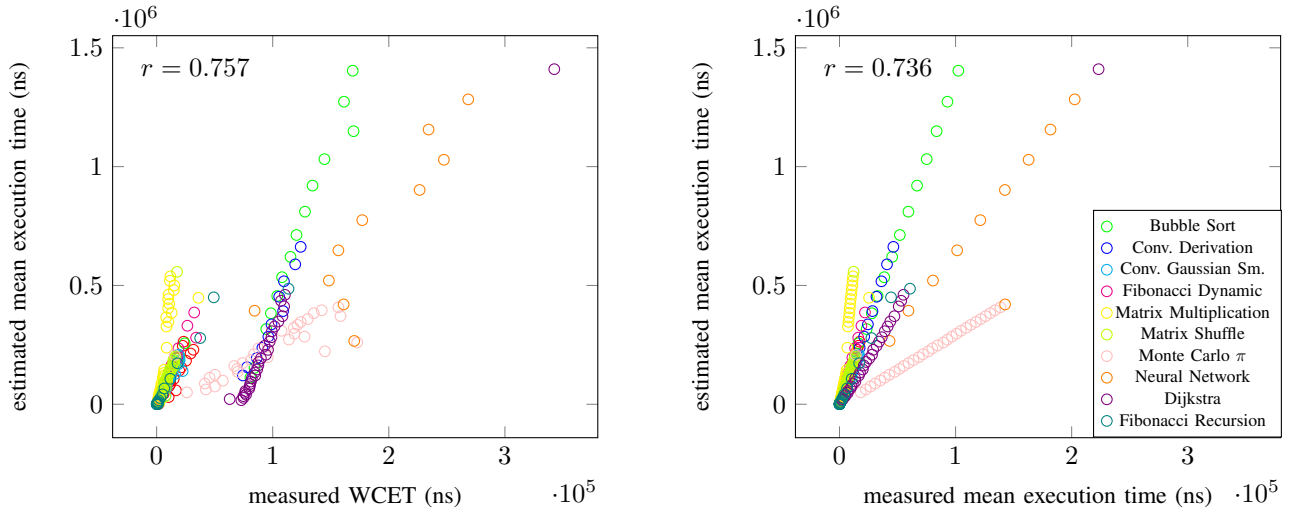 ·10^6
1.5
1
0.5
0
estimated mean execution time (ns)
r = 0.757
0 1 2 3
measured WCET (ns)
·10^5
·10^6
1.5
1
0.5
0
estimated mean execution time (ns)
r = 0.736
Bubble Sort
Conv. Derivation
Conv. Gaussian Sm.
Fibonacci Dynamic
Matrix Multiplication
Matrix Shuffle
Monte Carlo π
Neural Network
Dijkstra
Fibonacci Recursion
0 1 2 3
measured mean execution time (ns)
·10^5